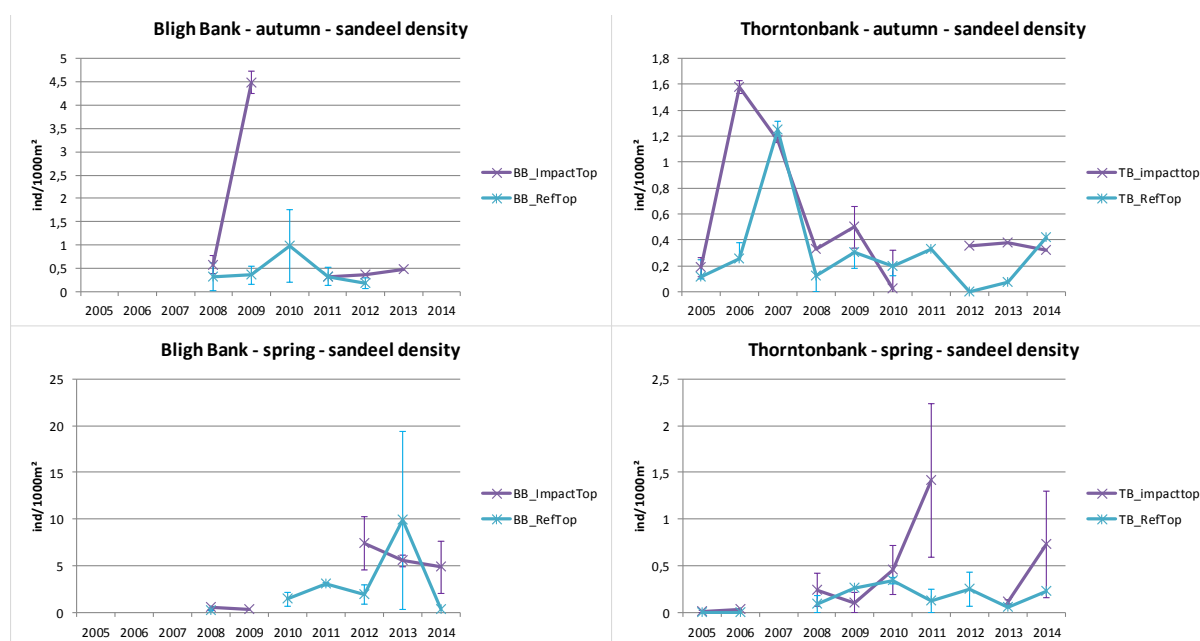 Bligh Bank - autumn - sandeel density
5
4,5
4
3,5
3
2,5
2
1,5
1
0,5
0
ind/1000m²
2005 2006 2007 2008 2009 2010 2011 2012 2013 2014
BB_ImpactTop
BB_RefTop
Thorntonbank - autumn - sandeel density
1,8
1,6
1,4
1,2
1
0,8
0,6
0,4
0,2
0
ind/1000m²
2005 2006 2007 2008 2009 2010 2011 2012 2013 2014
TB_impacttop
TB_RefTop
Bligh Bank - spring - sandeel density
25
20
15
10
5
0
ind/1000m²
2005 2006 2007 2008 2009 2010 2011 2012 2013 2014
BB_ImpactTop
BB_RefTop
Thorntonbank - spring - sandeel density
2,5
2
1,5
1
0,5
0
ind/1000m²
2005 2006 2007 2008 2009 2010 2011 2012 2013 2014
TB_impacttop
TB_RefTop